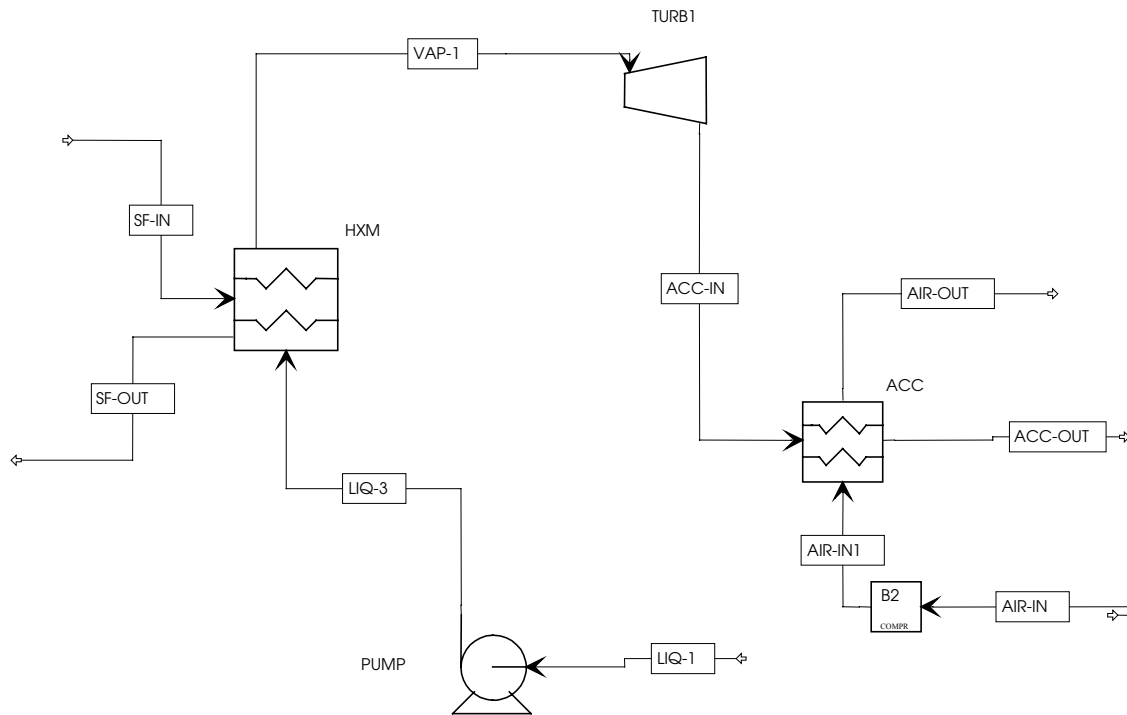 TURB1
VAP-1
SF-IN
HXM
ACC-IN
AIR-OUT
SF-OUT
ACC
ACC-OUT
LIQ-3
AIR-IN1
B2
COMPR
AIR-IN
PUMP
LIQ-1